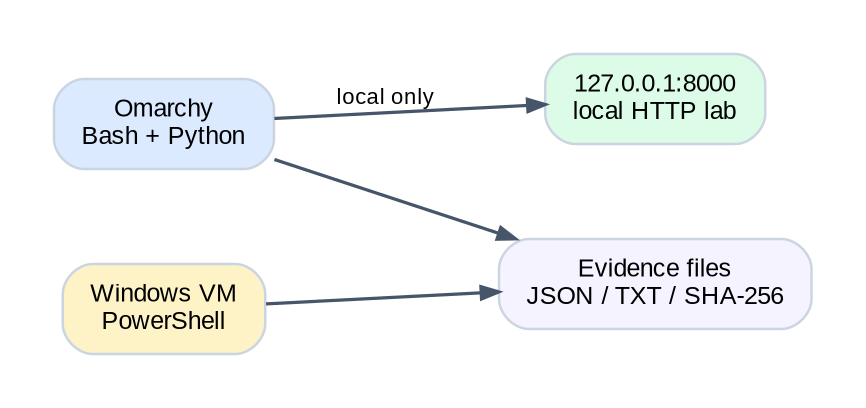 Omarchy
Bash + Python
local only
127.0.0.1:8000
local HTTP lab
Windows VM
PowerShell
Evidence files
JSON / TXT / SHA-256